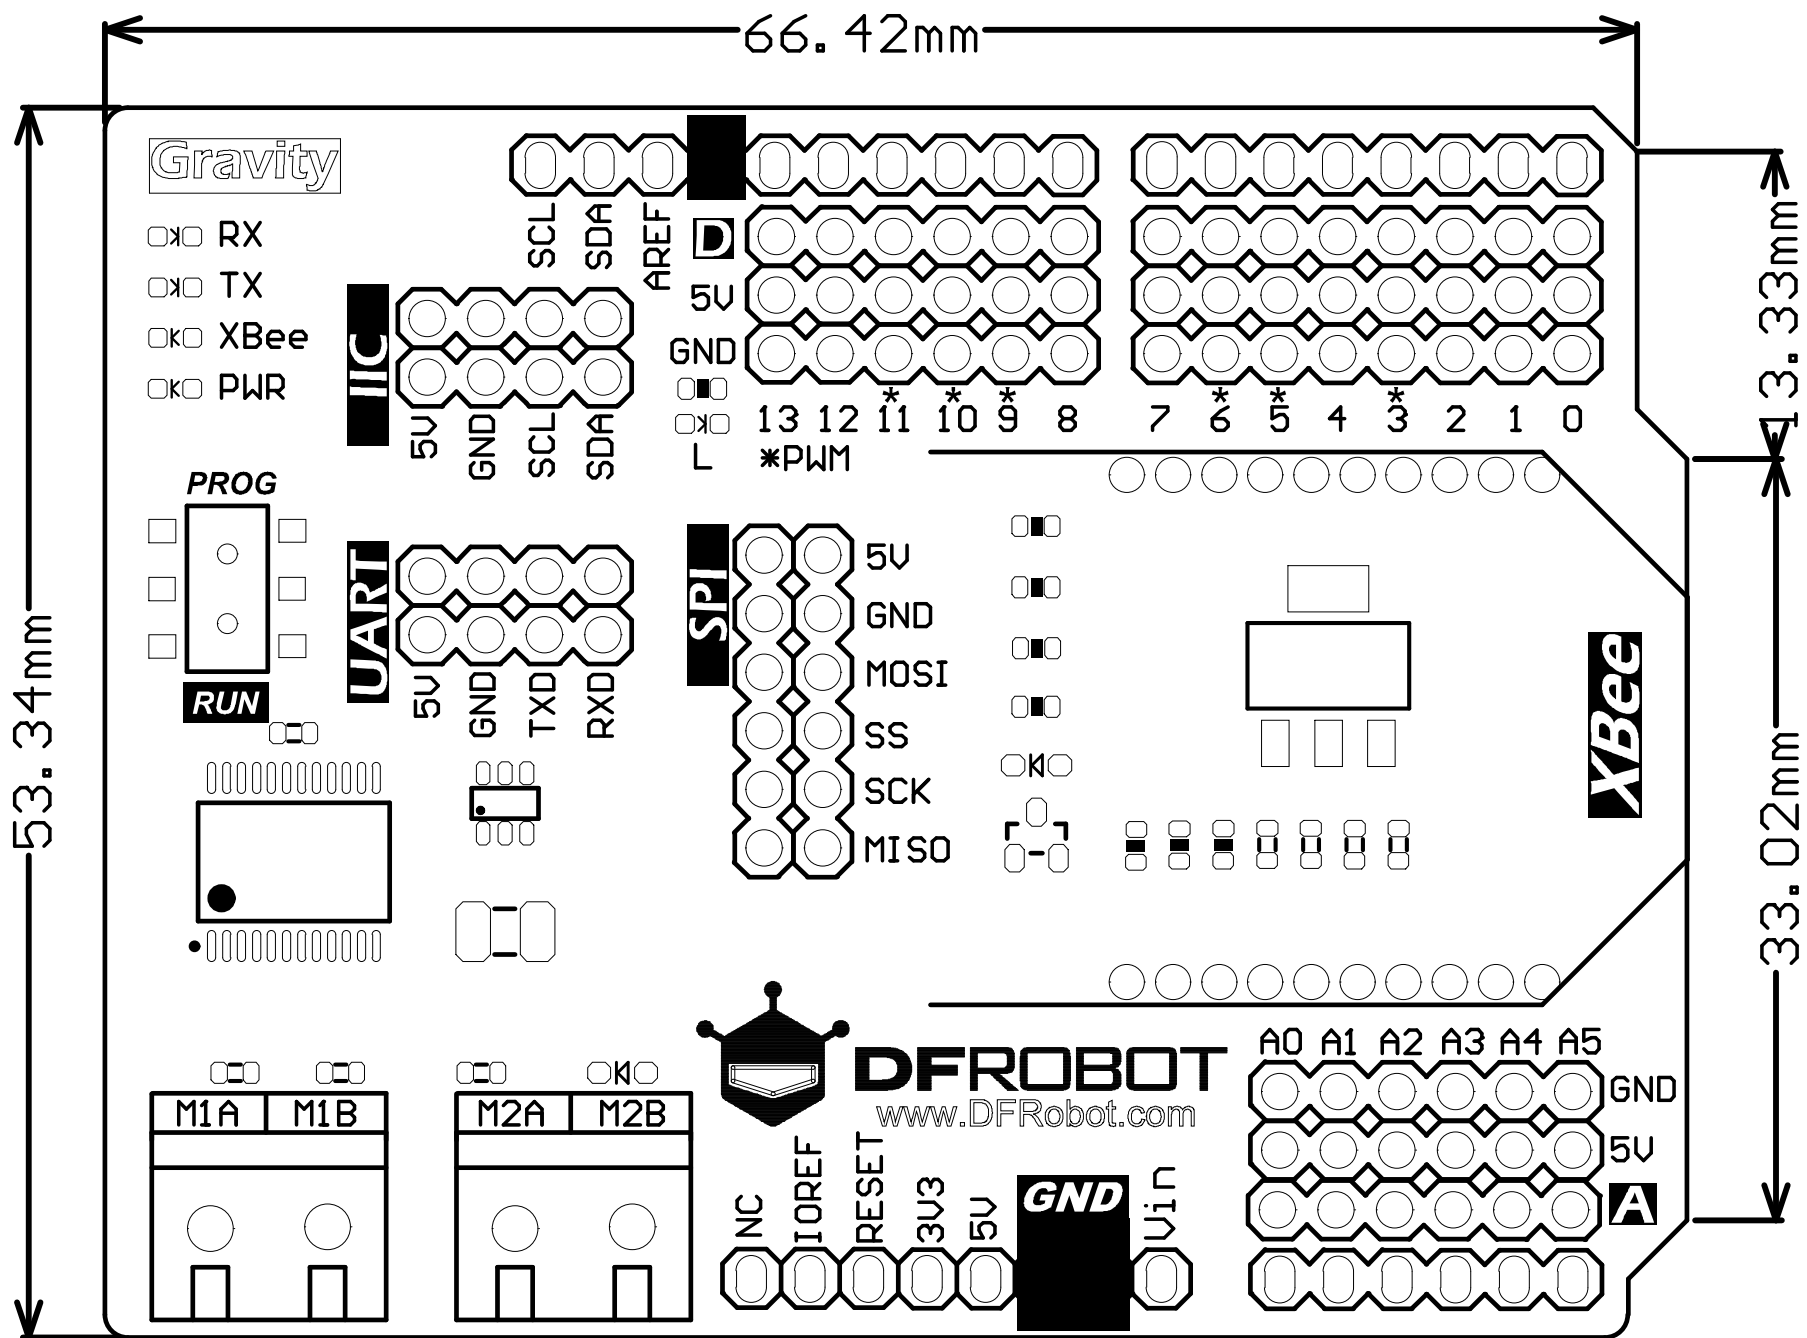 66.42mm
Gravity
RX
TX
XBee
PWR
SCL
SDA
AREF
D
5V
GND
13 12 11 10 9 8 7 6 5 4 3 2 1 0
* * * * * *
L
*PWM
IIC
5V
GND
SCL
SDA
13.33mm
PROG
RUN
UART
5V
GND
TXD
RXD
SPI
5V
GND
MOSI
SS
SCK
MISO
XBee
53.34mm
33.02mm
DFROBOT
www.DFRobot.com
A0 A1 A2 A3 A4 A5
GND
5V
A
M1A M1B
M2A M2B
NC
IOREF
RESET
3V3
5V
GND
Vin